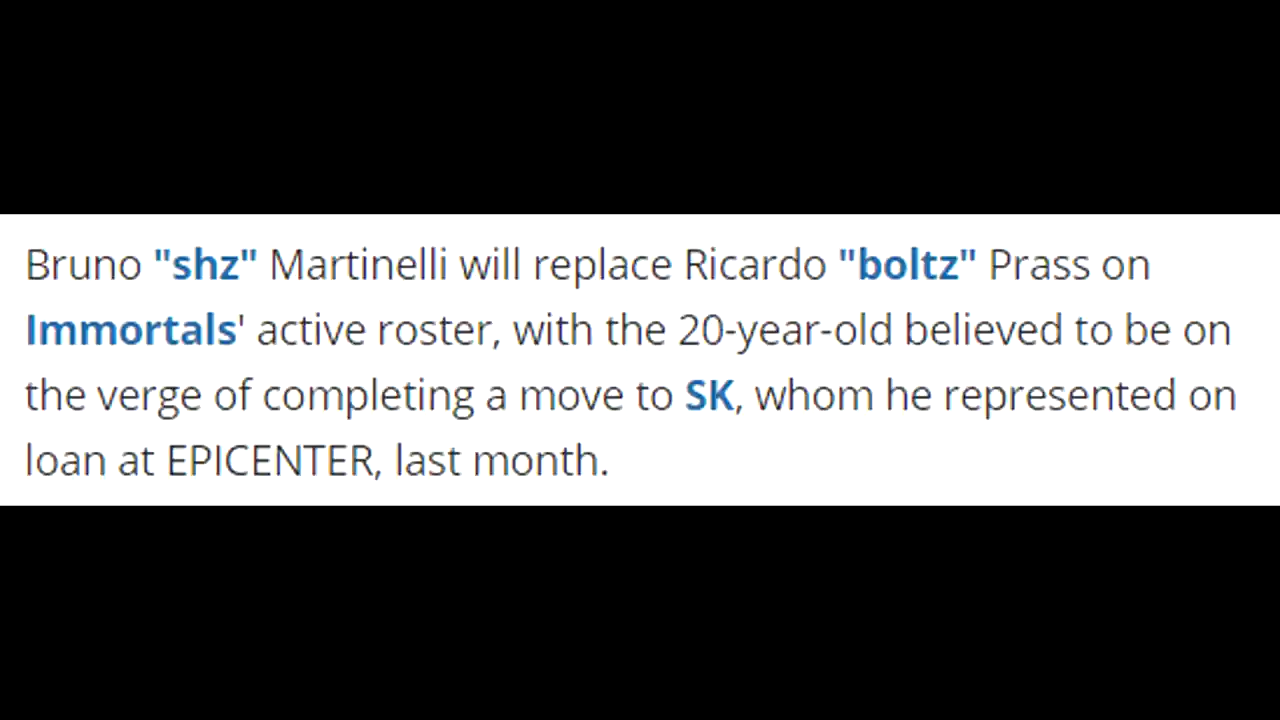 Bruno "shz" Martinelli will replace Ricardo "boltz" Prass on
Immortals' active roster, with the 20-year-old believed to be on
the verge of completing a move to SK, whom he represented on
loan at EPICENTER, last month.